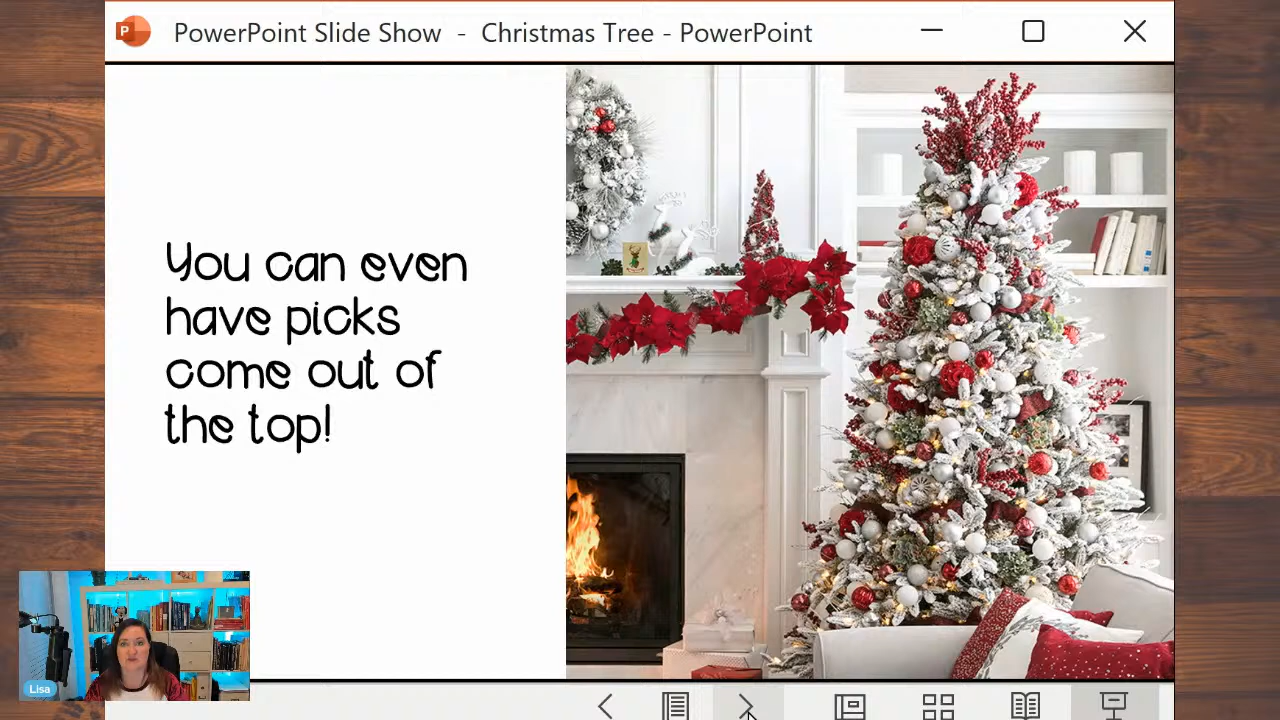 P PowerPoint Slide Show - Christmas Tree - PowerPoint
You can even
have picks
come out of
the top!
Lisa